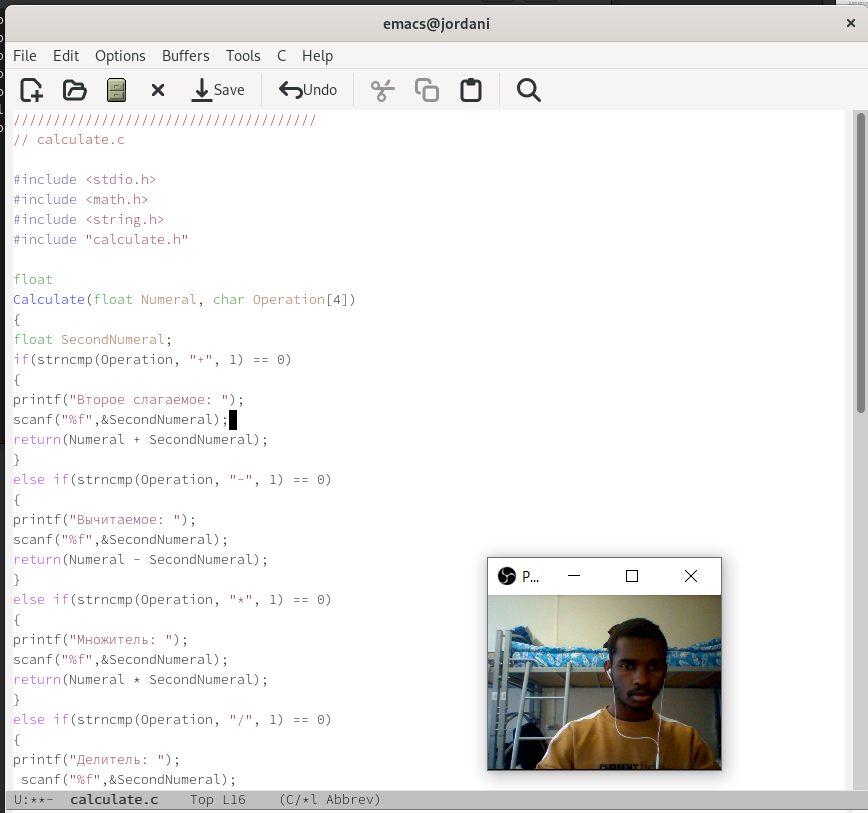 emacs@jordani
File Edit Options Buffers Tools C Help
Save Undo
//////////////////////////////////////
// calculate.c
#include <stdio.h>
#include <math.h>
#include <string.h>
#include "calculate.h"
float
Calculate(float Numeral, char Operation[4])
{
float SecondNumeral;
if(strncmp(Operation, "+", 1) == 0)
{
printf("Второе слагаемое: ");
scanf("%f",&SecondNumeral);
return(Numeral + SecondNumeral);
}
else if(strncmp(Operation, "-", 1) == 0)
{
printf("Вычитаемое: ");
scanf("%f",&SecondNumeral);
return(Numeral - SecondNumeral);
}
else if(strncmp(Operation, "*", 1) == 0)
{
printf("Множитель: ");
scanf("%f",&SecondNumeral);
return(Numeral * SecondNumeral);
}
else if(strncmp(Operation, "/", 1) == 0)
{
printf("Делитель: ");
scanf("%f",&SecondNumeral);
P...
CURRENT
U:**- calculate.c Top L16 (C/*l Abbrev)